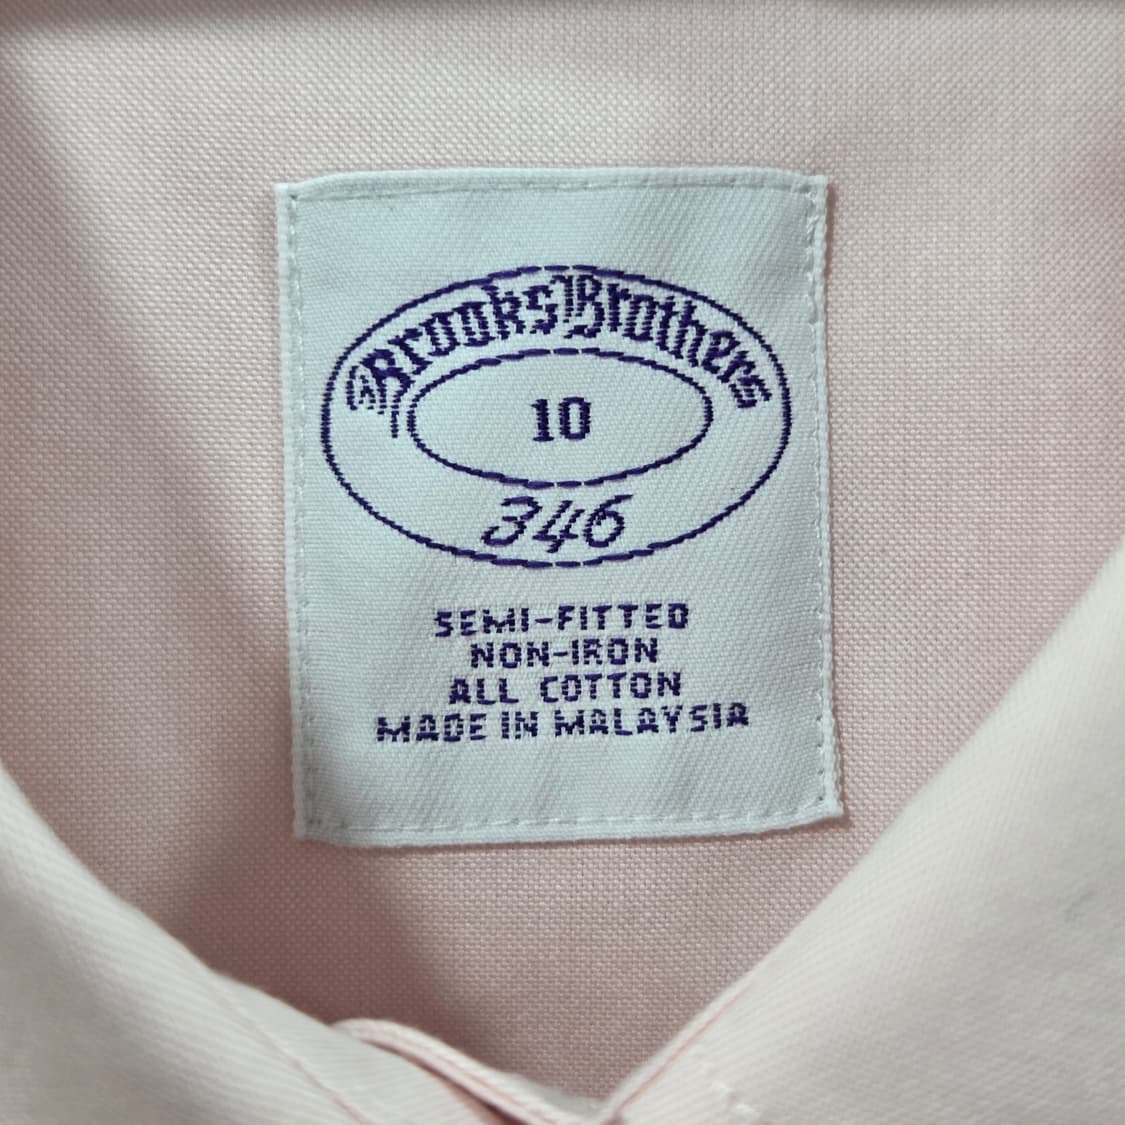 Brooks Brothers
10
346
SEMI-FITTED
NON-IRON
ALL COTTON
MADE IN MALAYSIA